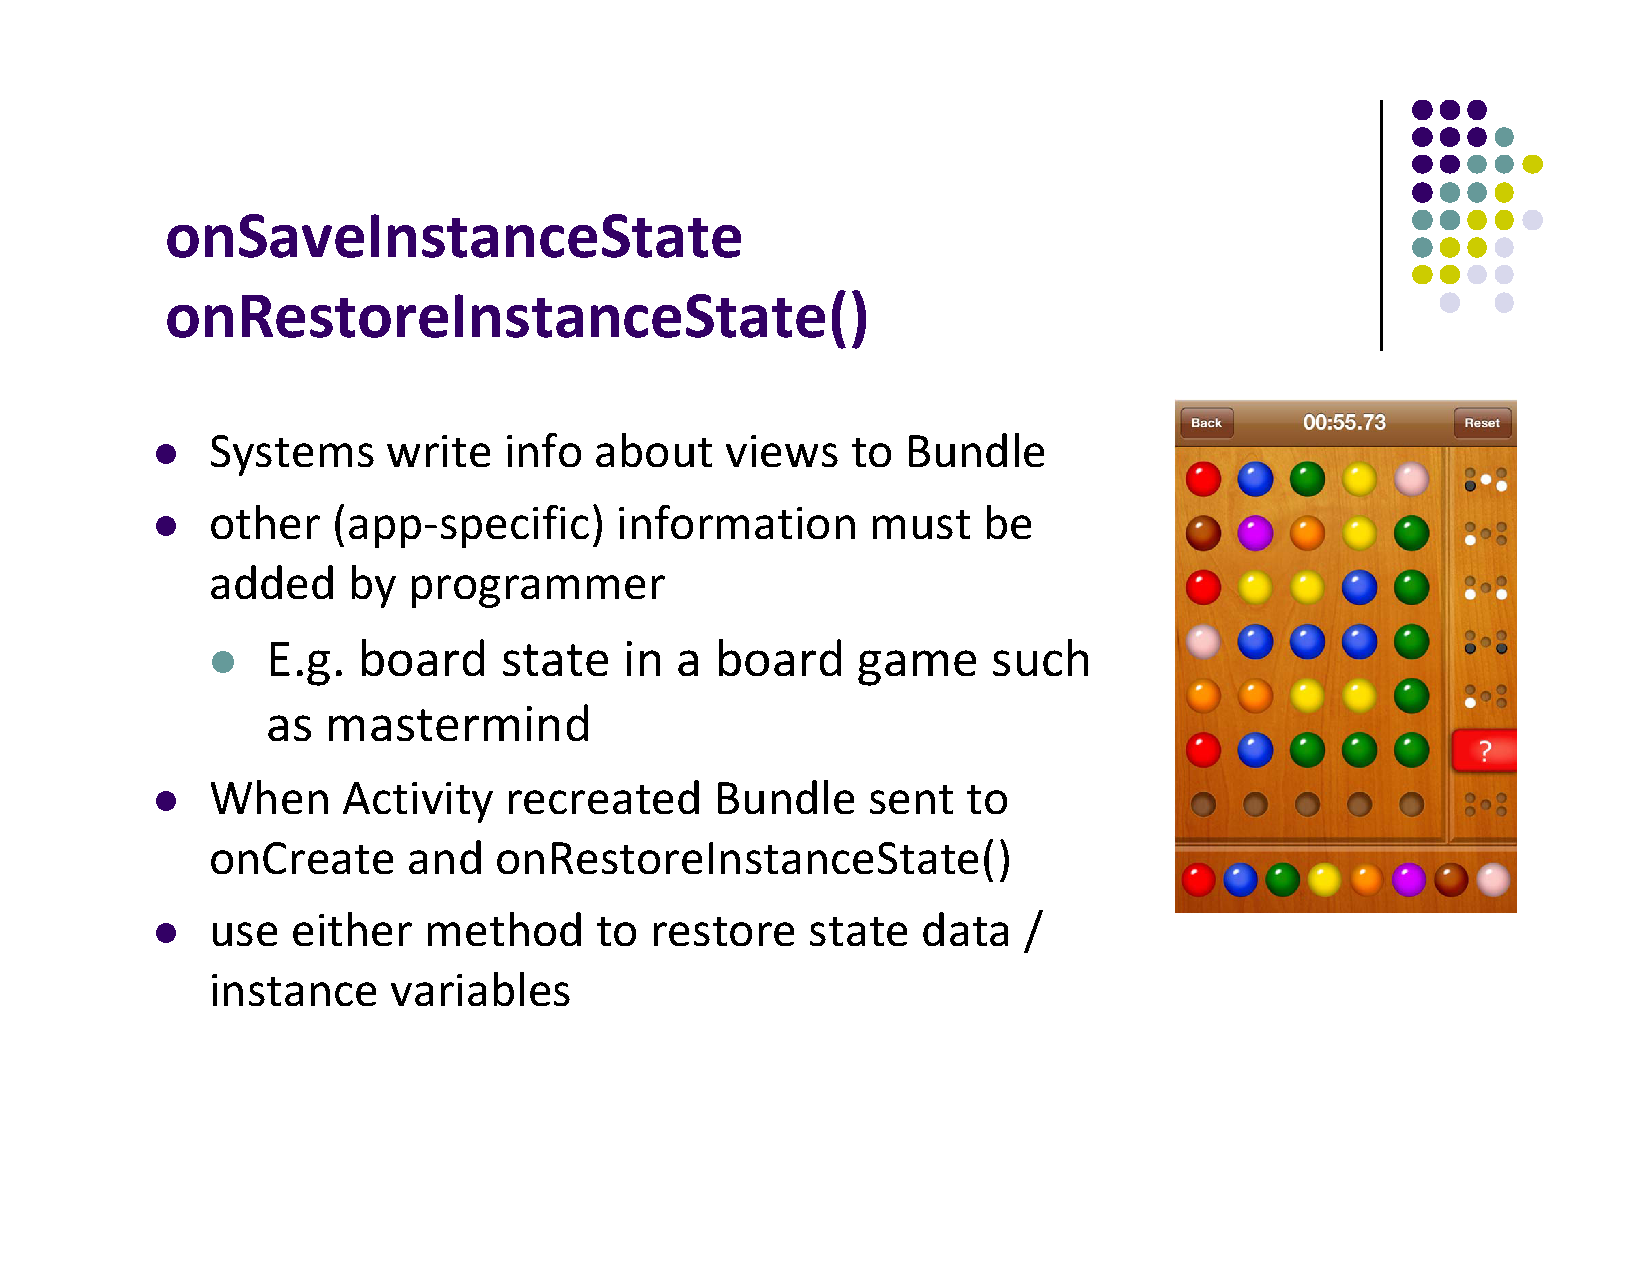 onSaveInstanceState
onRestoreInstanceState()
Systems write info about views to Bundle
other (app-specific) information must be
added by programmer
E.g. board state in a board game such
as mastermind
When Activity recreated Bundle sent to
onCreate and onRestoreInstanceState()
use either method to restore state data /
instance variables
Back 00:55.73 Reset
?